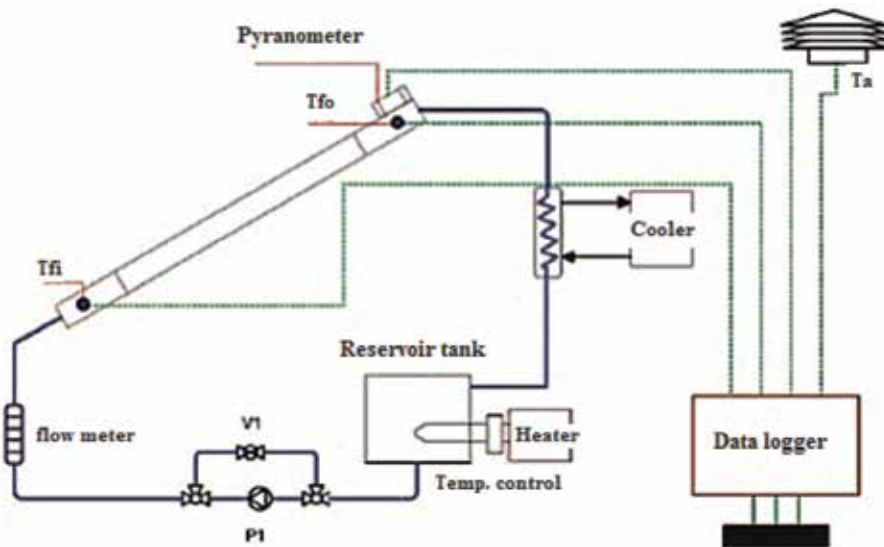 Pyranometer
Ta
Tfo
Cooler
Tfi
Reservoir tank
flow meter
V1
Heater
Data logger
Temp. control
P1